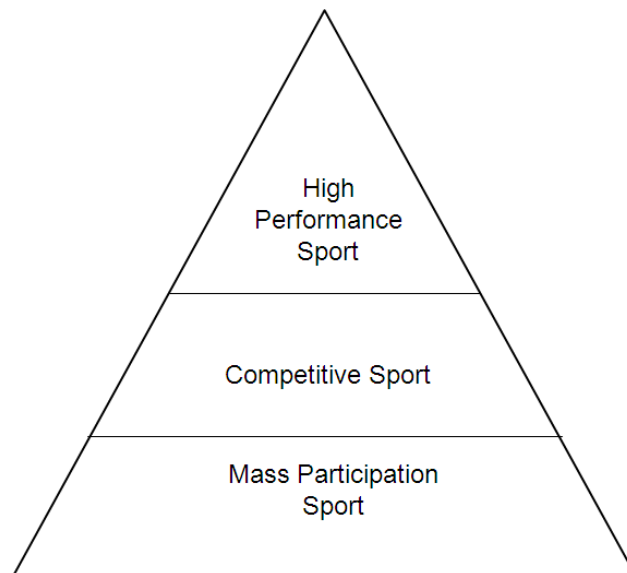 High
Performance
Sport
Competitive Sport
Mass Participation
Sport